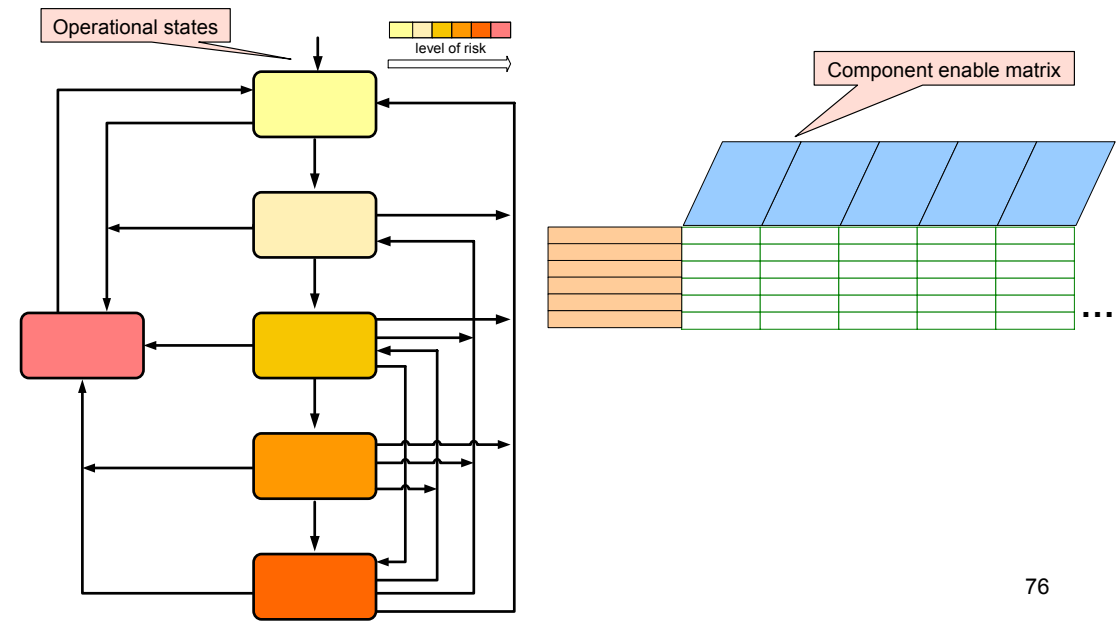 Operational states
level of risk
Component enable matrix
...
76